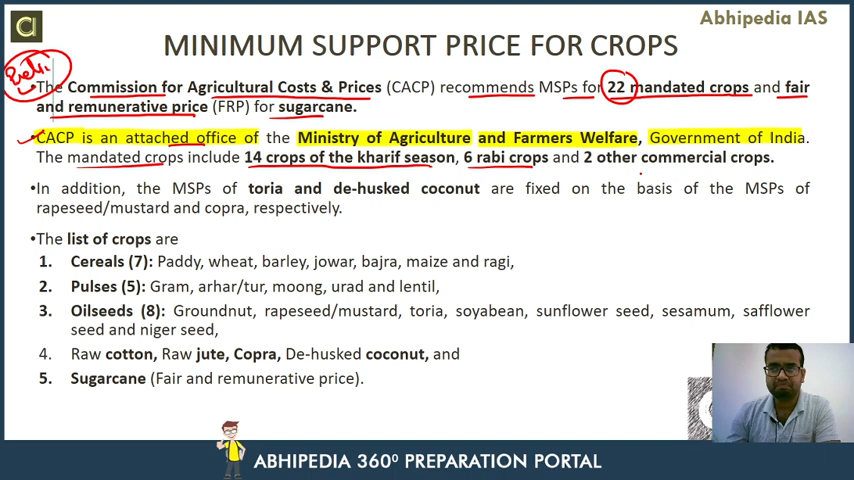 Abhipedia IAS
MINIMUM SUPPORT PRICE FOR CROPS
•The Commission for Agricultural Costs & Prices (CACP) recommends MSPs for 22 mandated crops and fair
and remunerative price (FRP) for sugarcane.
•CACP is an attached office of the Ministry of Agriculture and Farmers Welfare, Government of India.
The mandated crops include 14 crops of the kharif season, 6 rabi crops and 2 other commercial crops.
•In addition, the MSPs of toria and de-husked coconut are fixed on the basis of the MSPs of
rapeseed/mustard and copra, respectively.
•The list of crops are
1. Cereals (7): Paddy, wheat, barley, jowar, bajra, maize and ragi,
2. Pulses (5): Gram, arhar/tur, moong, urad and lentil,
3. Oilseeds (8): Groundnut, rapeseed/mustard, toria, soyabean, sunflower seed, sesamum, safflower
seed and niger seed,
4. Raw cotton, Raw jute, Copra, De-husked coconut, and
5. Sugarcane (Fair and remunerative price).
ABHIPEDIA 360⁰ PREPARATION PORTAL